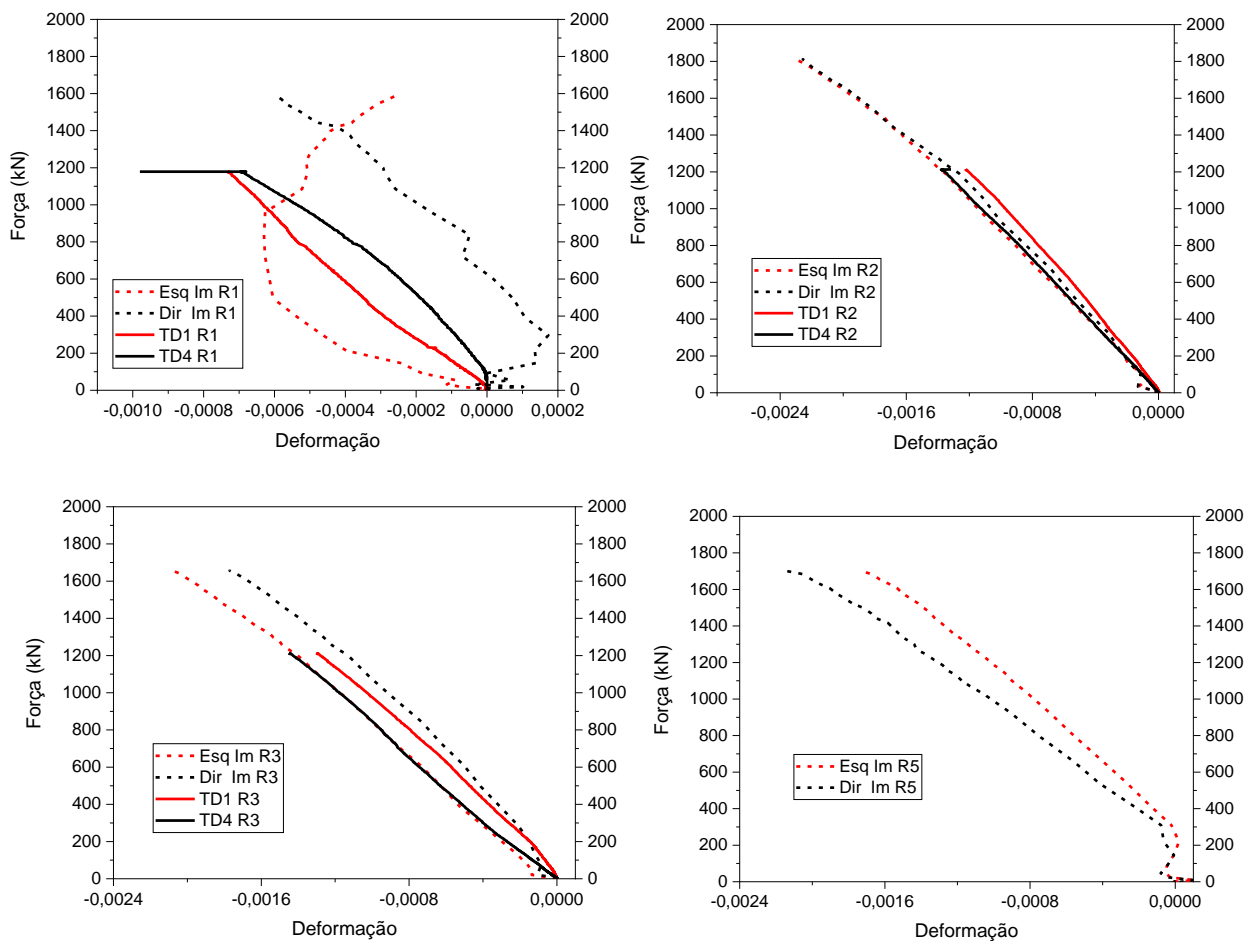 2000 2000
1800 1800
1600 1600
1400 1400
1200 1200
1000 1000
800 800
600 600
400 400
200 200
0 0
Força (kN)
Esq Im R1
Dir Im R1
TD1 R1
TD4 R1
-0,0010 -0,0008 -0,0006 -0,0004 -0,0002 0,0000 0,0002
Deformação
2000 2000
1800 1800
1600 1600
1400 1400
1200 1200
1000 1000
800 800
600 600
400 400
200 200
0 0
Força (kN)
Esq Im R2
Dir Im R2
TD1 R2
TD4 R2
-0,0024 -0,0016 -0,0008 0,0000
Deformação
2000 2000
1800 1800
1600 1600
1400 1400
1200 1200
1000 1000
800 800
600 600
400 400
200 200
0 0
Força (kN)
Esq Im R3
Dir Im R3
TD1 R3
TD4 R3
-0,0024 -0,0016 -0,0008 0,0000
Deformação
2000 2000
1800 1800
1600 1600
1400 1400
1200 1200
1000 1000
800 800
600 600
400 400
200 200
0 0
Força (kN)
Esq Im R5
Dir Im R5
-0,0024 -0,0016 -0,0008 0,0000
Deformação